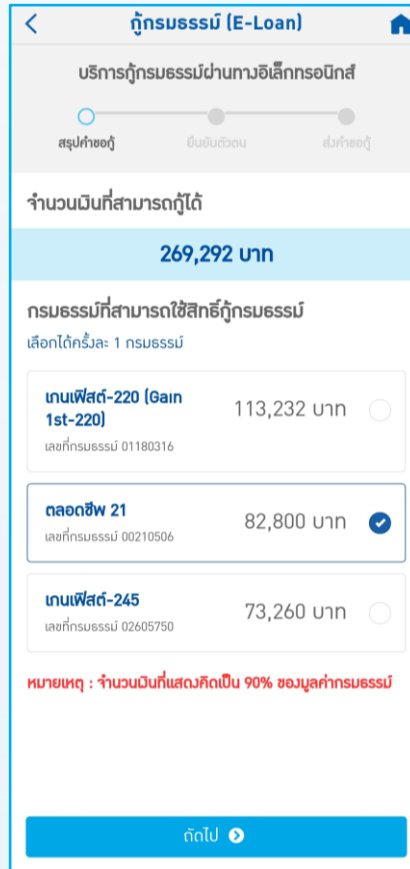 กู้กรมธรรม์ (E-Loan)
บริการกู้กรมธรรม์ผ่านทางอิเล็กทรอนิกส์
สรุปคำขอกู้ ยืนยันตัวตน ส่งคำขอกู้
จำนวนเงินที่สามารถกู้ได้
269,292 บาท
กรมธรรม์ที่สามารถใช้สิทธิ์กู้กรมธรรม์
เลือกได้ครั้งละ 1 กรมธรรม์
เกนเฟิสต์-220 (Gain
1st-220)
113,232 บาท
เลขที่กรมธรรม์ 01180316
ตลอดชีพ 21
82,800 บาท
เลขที่กรมธรรม์ 00210506
เกนเฟิสต์-245
73,260 บาท
เลขที่กรมธรรม์ 02605750
หมายเหตุ : จำนวนเงินที่แสดงคิดเป็น 90% ของมูลค่ากรมธรรม์
ถัดไป